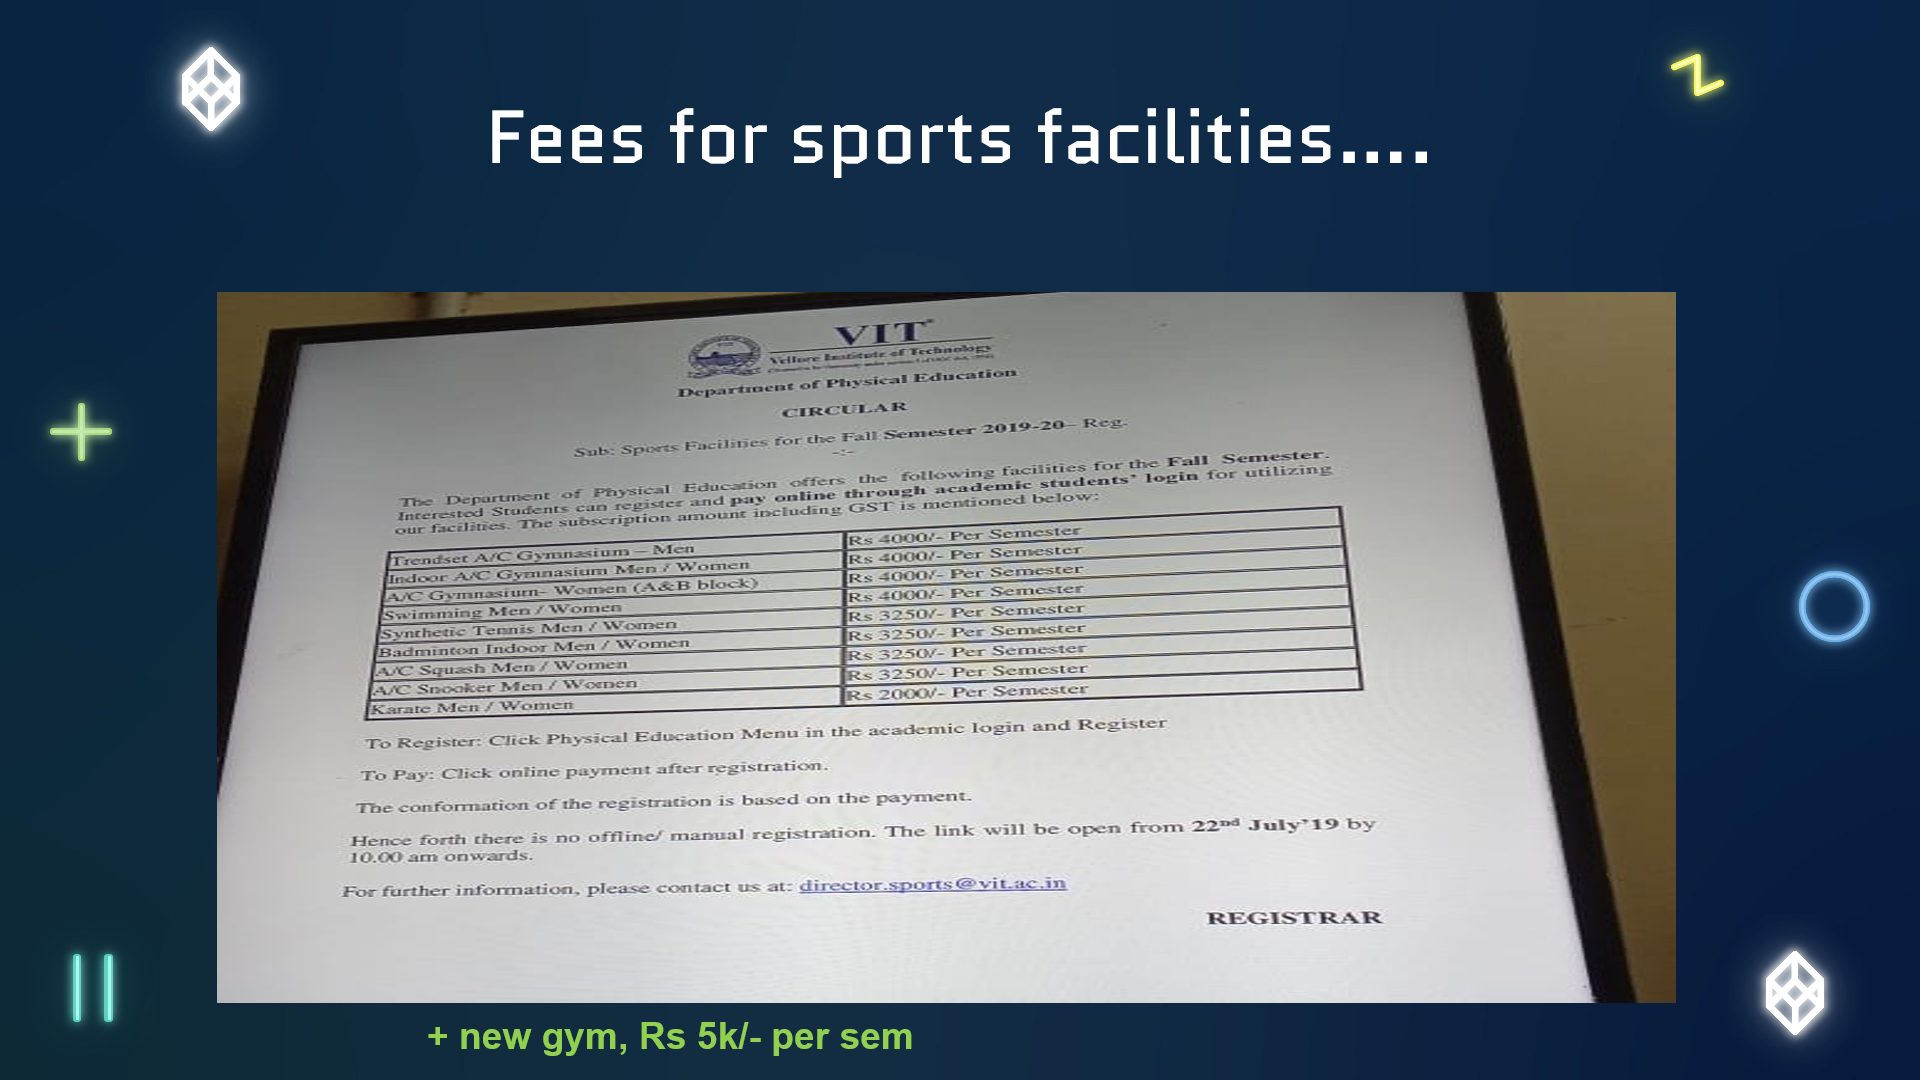 Fees for sports facilities....
VIT
Vellore Institute of Technology
Department of Physical Education
CIRCULAR
Sub: Sports Facilities for the Fall Semester 2019-20– Reg.
-:-
The Department of Physical Education offers the following facilities for the Fall Semester.
Interested Students can register and pay online through academic students' login for utilizing
our facilities. The subscription amount including GST is mentioned below:
Trendset A/C Gymnasium – Men Rs 4000/- Per Semester
Indoor A/C Gymnasium Men / Women Rs 4000/- Per Semester
A/C Gymnasium- Women (A&B block) Rs 4000/- Per Semester
Swimming Men / Women Rs 4000/- Per Semester
Synthetic Tennis Men / Women Rs 3250/- Per Semester
Badminton Indoor Men / Women Rs 3250/- Per Semester
A/C Squash Men / Women Rs 3250/- Per Semester
A/C Snooker Men / Women Rs 3250/- Per Semester
Karate Men / Women Rs 2000/- Per Semester
To Register: Click Physical Education Menu in the academic login and Register
To Pay: Click online payment after registration.
The conformation of the registration is based on the payment.
Hence forth there is no offline/ manual registration. The link will be open from 22nd July'19 by
10.00 am onwards.
For further information, please contact us at: director.sports@vit.ac.in
REGISTRAR
+ new gym, Rs 5k/- per sem